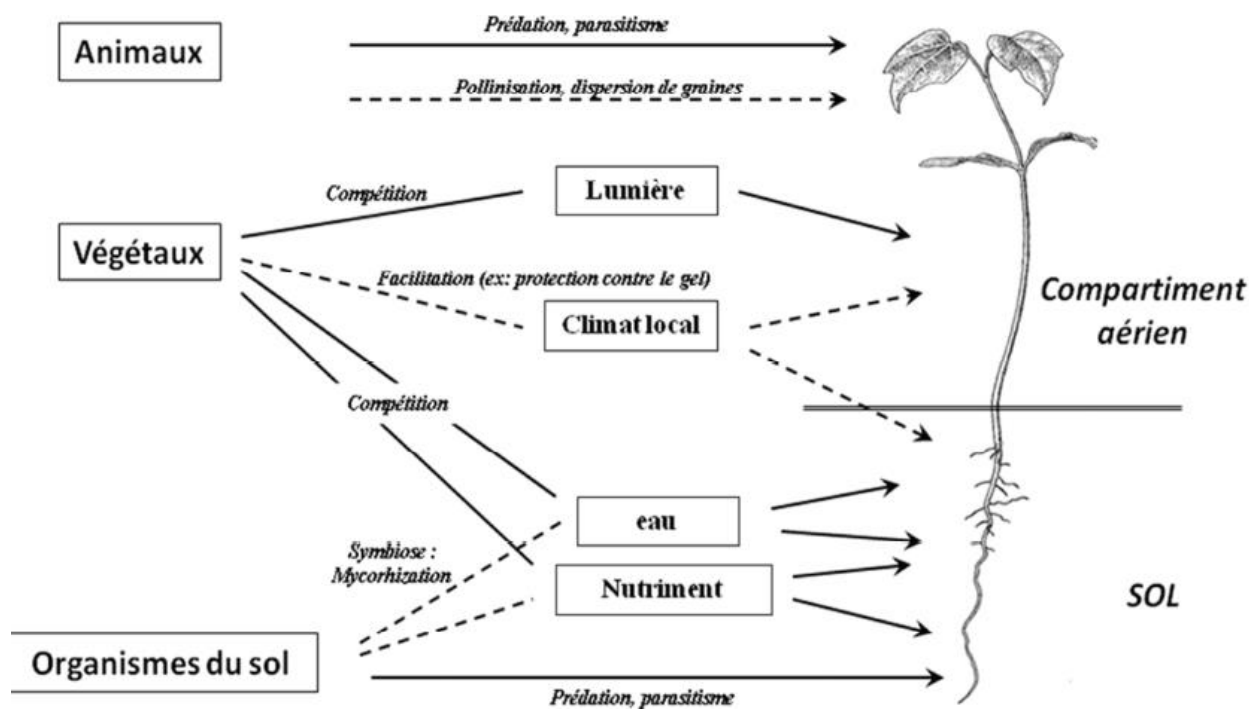 Prédation, parasitisme
Animaux
Pollinisation, dispersion de graines
Compétition
Lumière
Végétaux
Facilitation (ex: protection contre le gel)
Climat local
Compartiment
aérien
Compétition
eau
Symbiose :
Mycorhization
Nutriment
SOL
Organismes du sol
Prédation, parasitisme